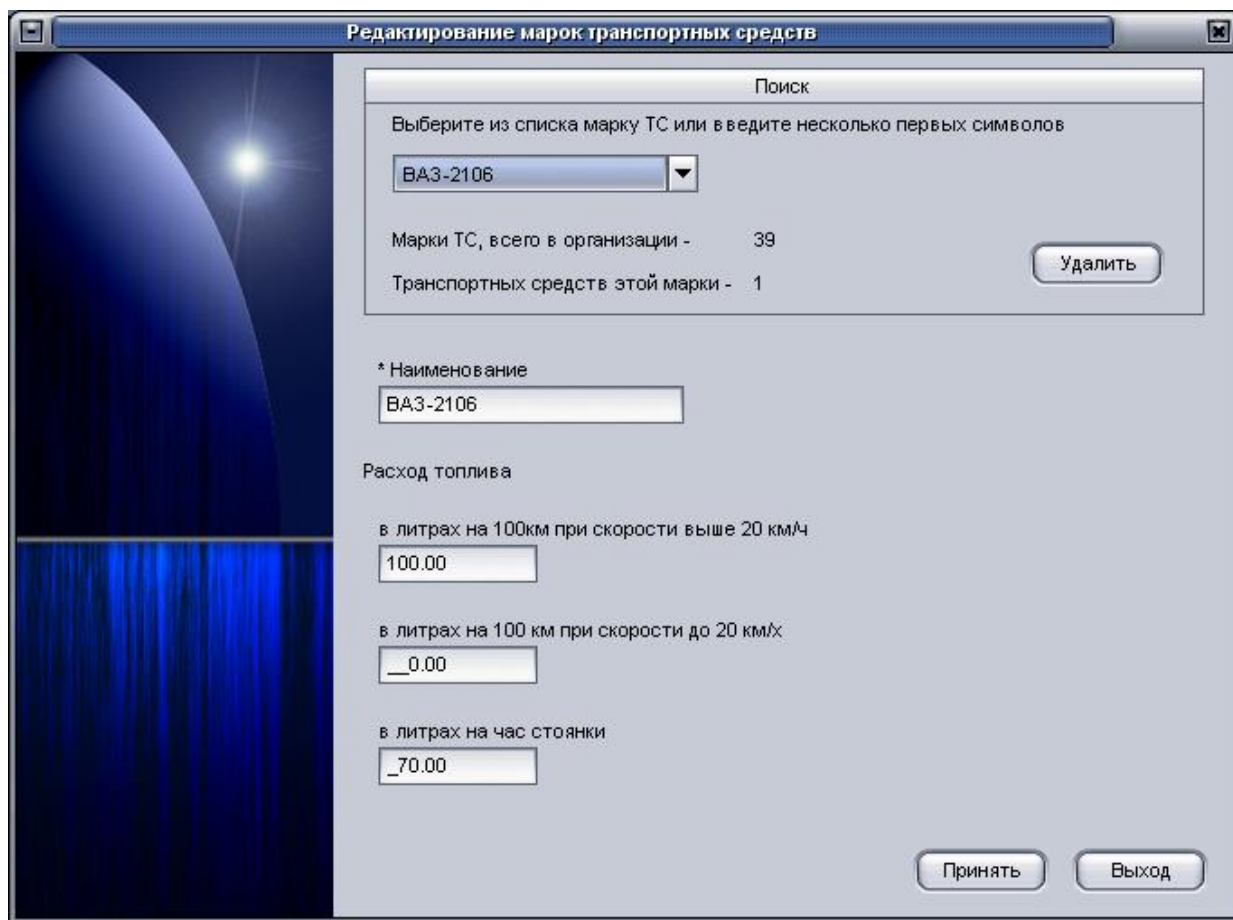 Редактирование марок транспортных средств
Поиск
Выберите из списка марку ТС или введите несколько первых символов
ВАЗ-2106
Марки ТС, всего в организации - 39
Транспортных средств этой марки - 1
Удалить
* Наименование
ВАЗ-2106
Расход топлива
в литрах на 100км при скорости выше 20 км/ч
100.00
в литрах на 100 км при скорости до 20 км/х
__0.00
в литрах на час стоянки
_70.00
Принять Выход